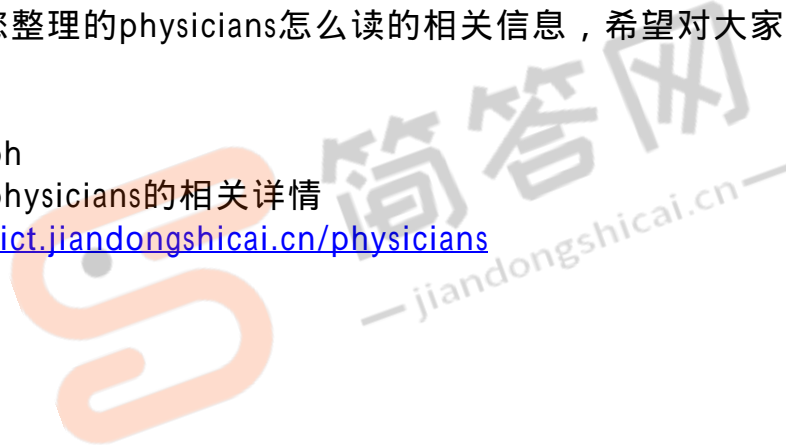 整理的physicians怎么读的相关信息，希望对大家
physicians的相关详情
ict.jiandongshicai.cn/physicians
简答网
jiandongshicai.cn